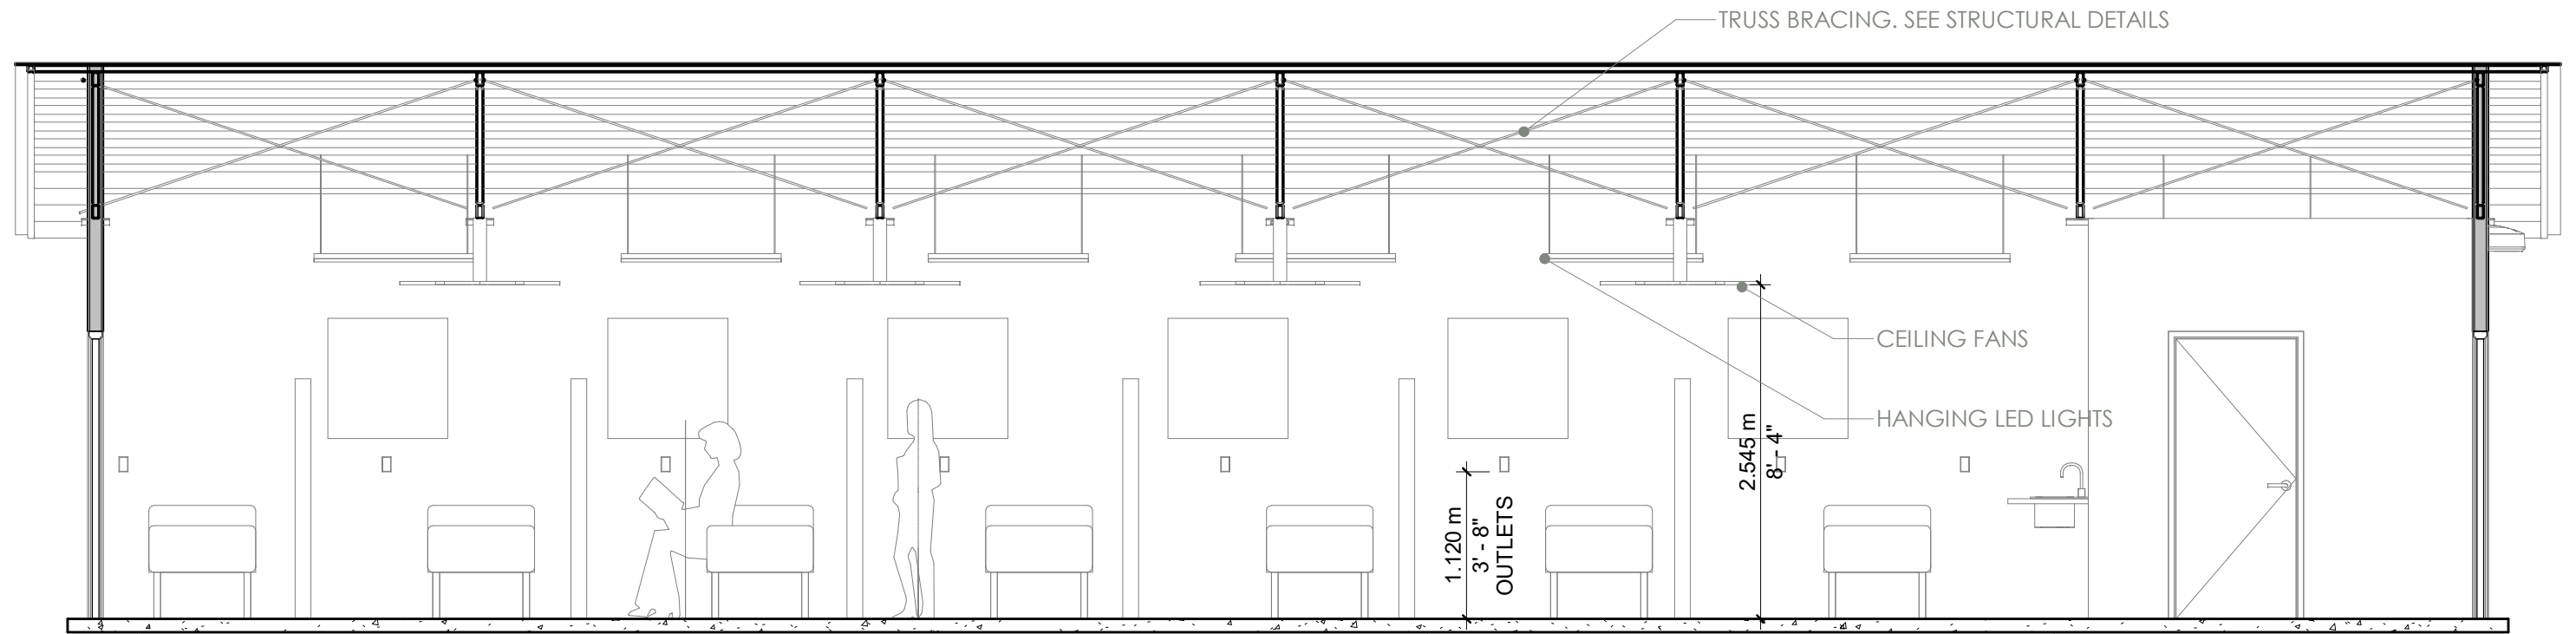 TRUSS BRACING. SEE STRUCTURAL DETAILS
CEILING FANS
HANGING LED LIGHTS
2.545 m
8' - 4"
1.120 m
3' - 8"
OUTLETS